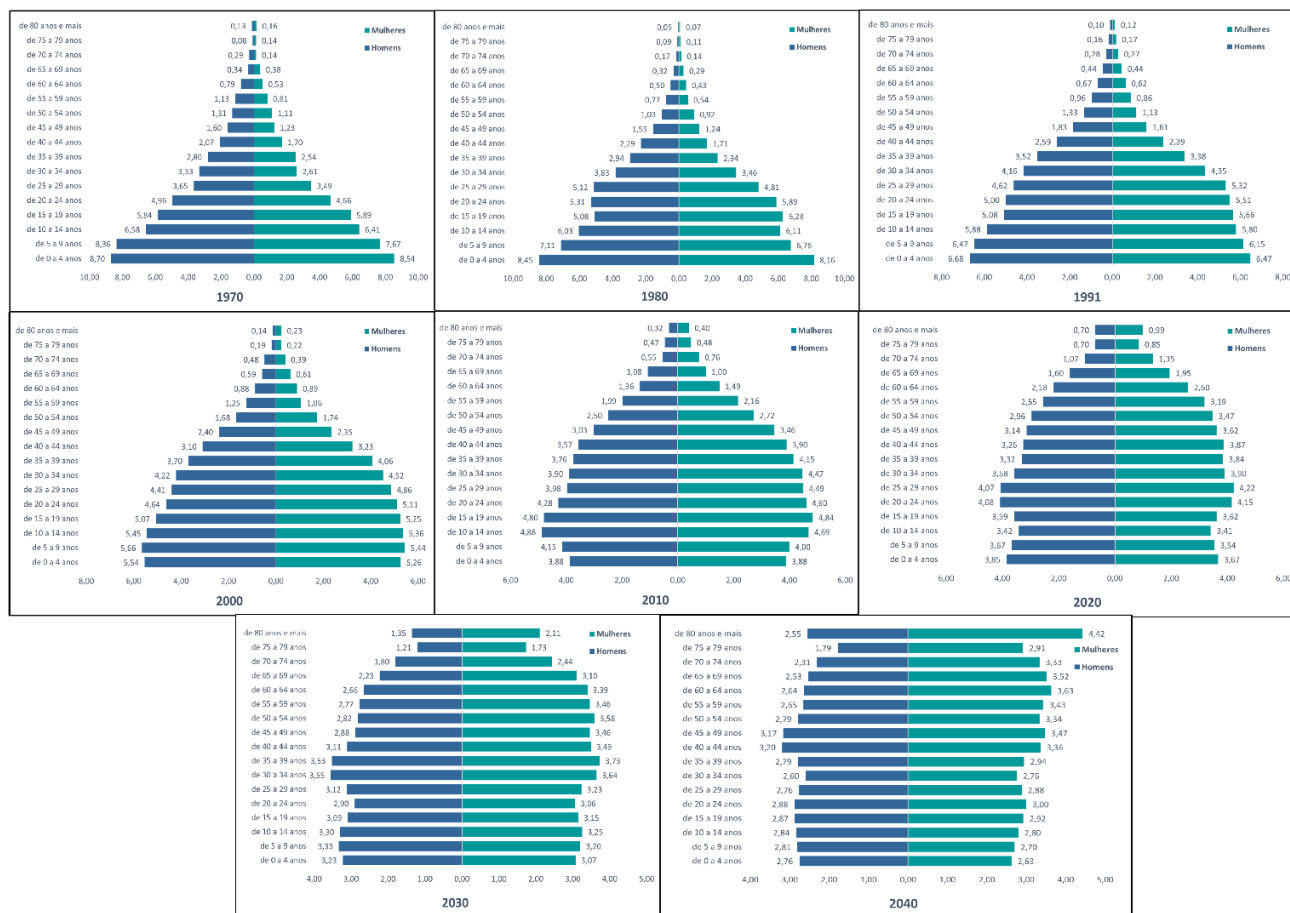 de 80 anos e mais 0,13 0,16 Mulheres
de 75 a 79 anos 0,08 0,14 Homens
de 70 a 74 anos 0,29 0,14
de 65 a 69 anos 0,34 0,38
de 60 a 64 anos 0,79 0,53
de 55 a 59 anos 1,13 0,81
de 50 a 54 anos 1,31 1,11
de 45 a 49 anos 1,60 1,23
de 40 a 44 anos 2,07 1,70
de 35 a 39 anos 2,80 2,54
de 30 a 34 anos 3,33 2,61
de 25 a 29 anos 3,65 3,49
de 20 a 24 anos 4,96 4,66
de 15 a 19 anos 5,84 5,89
de 10 a 14 anos 6,58 6,41
de 5 a 9 anos 8,36 7,67
de 0 a 4 anos 8,70 8,54
10,00 8,00 6,00 4,00 2,00 0,00 2,00 4,00 6,00 8,00 10,00
1970
de 80 anos e mais 0,05 0,07 Mulheres
de 75 a 79 anos 0,09 0,11 Homens
de 70 a 74 anos 0,17 0,14
de 65 a 69 anos 0,32 0,29
de 60 a 64 anos 0,50 0,43
de 55 a 59 anos 0,77 0,54
de 50 a 54 anos 1,03 0,92
de 45 a 49 anos 1,55 1,24
de 40 a 44 anos 2,29 1,71
de 35 a 39 anos 2,94 2,34
de 30 a 34 anos 3,83 3,46
de 25 a 29 anos 5,12 4,81
de 20 a 24 anos 5,31 5,89
de 15 a 19 anos 5,08 6,28
de 10 a 14 anos 6,03 6,11
de 5 a 9 anos 7,11 6,76
de 0 a 4 anos 8,45 8,16
10,00 8,00 6,00 4,00 2,00 0,00 2,00 4,00 6,00 8,00 10,00
1980
de 80 anos e mais 0,10 0,12 Mulheres
de 75 a 79 anos 0,16 0,17 Homens
de 70 a 74 anos 0,28 0,27
de 65 a 69 anos 0,44 0,44
de 60 a 64 anos 0,67 0,62
de 55 a 59 anos 0,96 0,86
de 50 a 54 anos 1,33 1,13
de 45 a 49 anos 1,83 1,61
de 40 a 44 anos 2,59 2,39
de 35 a 39 anos 3,52 3,38
de 30 a 34 anos 4,16 4,35
de 25 a 29 anos 4,62 5,32
de 20 a 24 anos 5,00 5,51
de 15 a 19 anos 5,08 5,66
de 10 a 14 anos 5,88 5,80
de 5 a 9 anos 6,47 6,15
de 0 a 4 anos 6,68 6,47
8,00 6,00 4,00 2,00 0,00 2,00 4,00 6,00 8,00
1991
de 80 anos e mais 0,14 0,23 Mulheres
de 75 a 79 anos 0,19 0,22 Homens
de 70 a 74 anos 0,48 0,39
de 65 a 69 anos 0,59 0,61
de 60 a 64 anos 0,88 0,89
de 55 a 59 anos 1,25 1,06
de 50 a 54 anos 1,68 1,74
de 45 a 49 anos 2,40 2,35
de 40 a 44 anos 3,10 3,23
de 35 a 39 anos 3,70 4,06
de 30 a 34 anos 4,22 4,52
de 25 a 29 anos 4,41 4,86
de 20 a 24 anos 4,64 5,11
de 15 a 19 anos 5,07 5,25
de 10 a 14 anos 5,45 5,36
de 5 a 9 anos 5,66 5,44
de 0 a 4 anos 5,54 5,26
8,00 6,00 4,00 2,00 0,00 2,00 4,00 6,00
2000
de 80 anos e mais 0,32 0,40 Mulheres
de 75 a 79 anos 0,47 0,48 Homens
de 70 a 74 anos 0,55 0,76
de 65 a 69 anos 1,08 1,00
de 60 a 64 anos 1,36 1,49
de 55 a 59 anos 1,99 2,16
de 50 a 54 anos 2,50 2,72
de 45 a 49 anos 3,03 3,46
de 40 a 44 anos 3,57 3,90
de 35 a 39 anos 3,76 4,15
de 30 a 34 anos 3,90 4,47
de 25 a 29 anos 3,98 4,49
de 20 a 24 anos 4,28 4,60
de 15 a 19 anos 4,80 4,84
de 10 a 14 anos 4,88 4,69
de 5 a 9 anos 4,15 4,00
de 0 a 4 anos 3,88 3,88
6,00 4,00 2,00 0,00 2,00 4,00 6,00
2010
de 80 anos e mais 0,70 0,99 Mulheres
de 75 a 79 anos 0,70 0,85 Homens
de 70 a 74 anos 1,07 1,35
de 65 a 69 anos 1,60 1,95
de 60 a 64 anos 2,18 2,60
de 55 a 59 anos 2,55 3,19
de 50 a 54 anos 2,96 3,47
de 45 a 49 anos 3,14 3,62
de 40 a 44 anos 3,26 3,87
de 35 a 39 anos 3,32 3,84
de 30 a 34 anos 3,58 3,90
de 25 a 29 anos 4,07 4,22
de 20 a 24 anos 4,08 4,15
de 15 a 19 anos 3,59 3,62
de 10 a 14 anos 3,42 3,41
de 5 a 9 anos 3,67 3,54
de 0 a 4 anos 3,85 3,67
6,00 4,00 2,00 0,00 2,00 4,00 6,00
2020
de 80 anos e mais 1,35 2,11 Mulheres
de 75 a 79 anos 1,21 1,73 Homens
de 70 a 74 anos 1,80 2,44
de 65 a 69 anos 2,23 3,10
de 60 a 64 anos 2,66 3,39
de 55 a 59 anos 2,77 3,46
de 50 a 54 anos 2,82 3,58
de 45 a 49 anos 2,88 3,46
de 40 a 44 anos 3,11 3,49
de 35 a 39 anos 3,53 3,73
de 30 a 34 anos 3,55 3,64
de 25 a 29 anos 3,12 3,23
de 20 a 24 anos 2,90 3,06
de 15 a 19 anos 3,09 3,15
de 10 a 14 anos 3,30 3,25
de 5 a 9 anos 3,33 3,20
de 0 a 4 anos 3,23 3,07
4,00 3,00 2,00 1,00 0,00 1,00 2,00 3,00 4,00 5,00
2030
de 80 anos e mais 2,55 4,42 Mulheres
de 75 a 79 anos 1,79 2,91 Homens
de 70 a 74 anos 2,31 3,33
de 65 a 69 anos 2,53 3,52
de 60 a 64 anos 2,64 3,63
de 55 a 59 anos 2,55 3,43
de 50 a 54 anos 2,79 3,34
de 45 a 49 anos 3,17 3,47
de 40 a 44 anos 3,20 3,36
de 35 a 39 anos 2,79 2,94
de 30 a 34 anos 2,60 2,76
de 25 a 29 anos 2,76 2,88
de 20 a 24 anos 2,88 3,00
de 15 a 19 anos 2,87 2,92
de 10 a 14 anos 2,84 2,80
de 5 a 9 anos 2,81 2,70
de 0 a 4 anos 2,76 2,63
4,00 3,00 2,00 1,00 0,00 1,00 2,00 3,00 4,00 5,00
2040